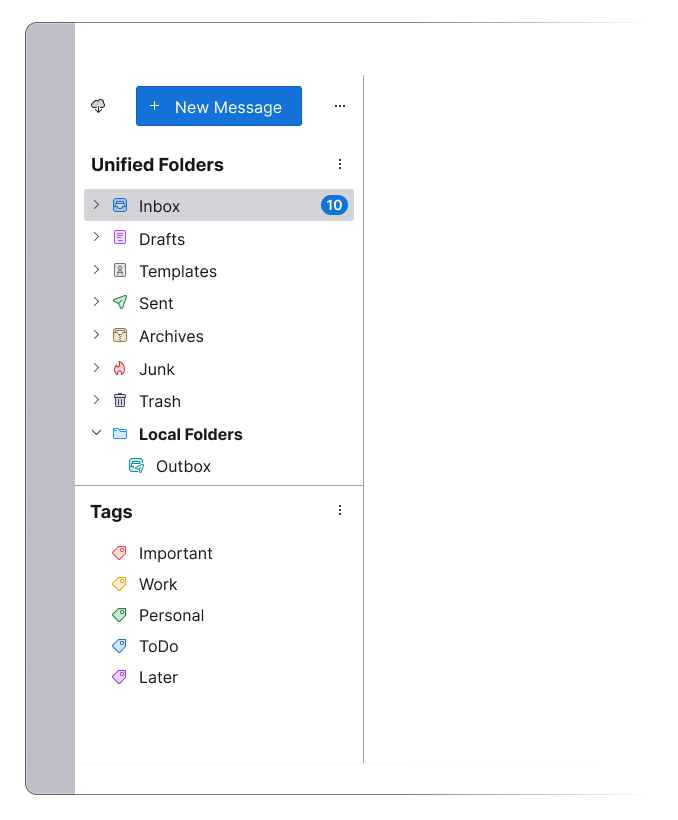 New Message
Unified Folders
Inbox 10
Drafts
Templates
Sent
Archives
Junk
Trash
Local Folders
Outbox
Tags
Important
Work
Personal
ToDo
Later